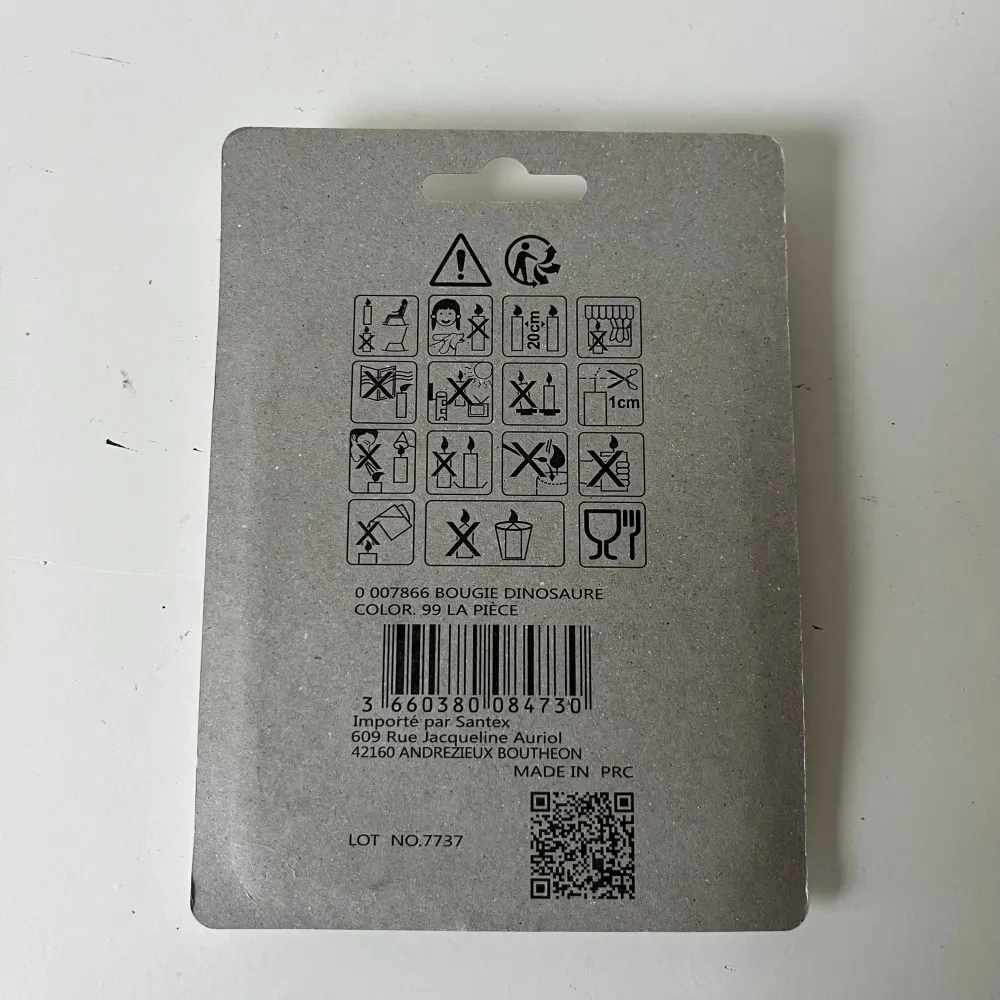 20cm
1cm
0 007866 BOUGIE DINOSAURE
COLOR. 99 LA PIÈCE
3 660380 084730
Importé par Santex
609 Rue Jacqueline Auriol
42160 ANDREZIEUX BOUTHEON
MADE IN PRC
LOT NO.7737